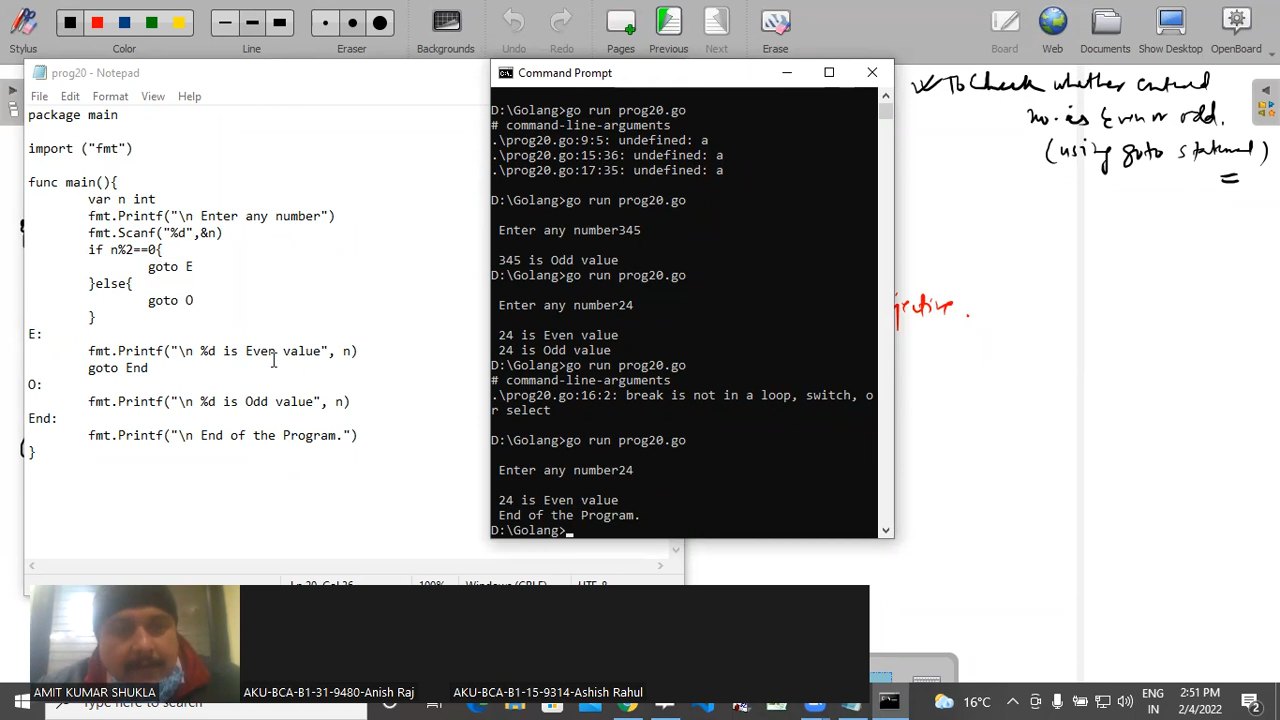 Stylus
Color
Line
Eraser
Backgrounds
Undo
Redo
Pages
Previous
Next
Erase
Board
Web
Documents
Show Desktop
OpenBoard
prog20 - Notepad
File Edit Format View Help
package main
import ("fmt")
func main(){
var n int
fmt.Printf("\n Enter any number")
fmt.Scanf("%d",&n)
if n%2==0{
goto E
}else{
goto O
}
E:
fmt.Printf("\n %d is Even value", n)
goto End
O:
fmt.Printf("\n %d is Odd value", n)
End:
fmt.Printf("\n End of the Program.")
}
100%
Command Prompt
D:\Golang>go run prog20.go
# command-line-arguments
.\prog20.go:9:5: undefined: a
.\prog20.go:15:36: undefined: a
.\prog20.go:17:35: undefined: a
D:\Golang>go run prog20.go
Enter any number345
345 is Odd value
D:\Golang>go run prog20.go
Enter any number24
24 is Even value
24 is Odd value
D:\Golang>go run prog20.go
# command-line-arguments
.\prog20.go:16:2: break is not in a loop, switch, o
r select
D:\Golang>go run prog20.go
Enter any number24
24 is Even value
End of the Program.
D:\Golang>
To Check whether
no. is Even or odd.
(using goto statement)
jective.
AMIT KUMAR SHUKLA
AKU-BCA-B1-31-9480-Anish Raj
AKU-BCA-B1-15-9314-Ashish Rahul
Type here to search
16°C
ENG
IN
2:51 PM
2/4/2022
2